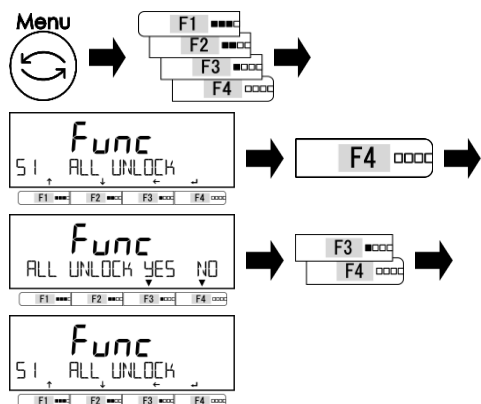 Menu
F1
F2
F3
F4
Func
51 ALL UNLOCK
F1 F2 F3 F4
F4
Func
ALL UNLOCK YES NO
F1 F2 F3 F4
F3
F4
Func
51 ALL UNLOCK
F1 F2 F3 F4